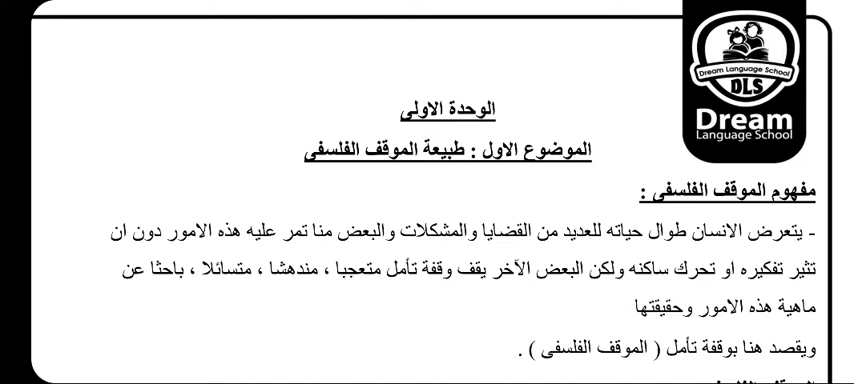 Dream Language School
DLS
Dream
Language School
الوحدة الاولى
الموضوع الاول : طبيعة الموقف الفلسفى
مفهوم الموقف الفلسفى :
- يتعرض الانسان طوال حياته للعديد من القضايا والمشكلات والبعض منا تمر عليه هذه الامور دون ان
تثير تفكيره او تحرك ساكنه ولكن البعض الآخر يقف وقفة تأمل متعجبا ، مندهشا ، متسائلا ، باحثا عن
ماهية هذه الامور وحقيقتها
ويقصد هنا بوقفة تأمل ( الموقف الفلسفى ) .